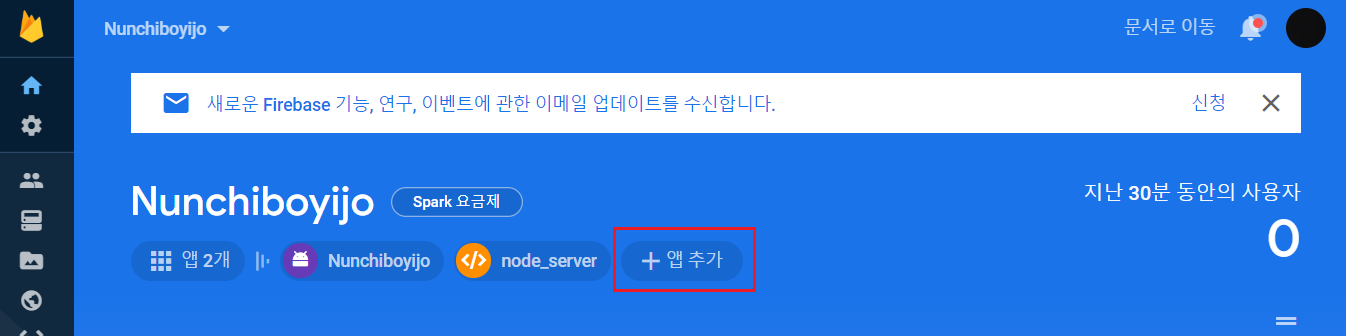 Nunchiboyijo
문서로 이동
새로운 Firebase 기능, 연구, 이벤트에 관한 이메일 업데이트를 수신합니다.
신청
Nunchiboyijo
Spark 요금제
지난 30분 동안의 사용자
0
앱 2개
Nunchiboyijo
node_server
앱 추가